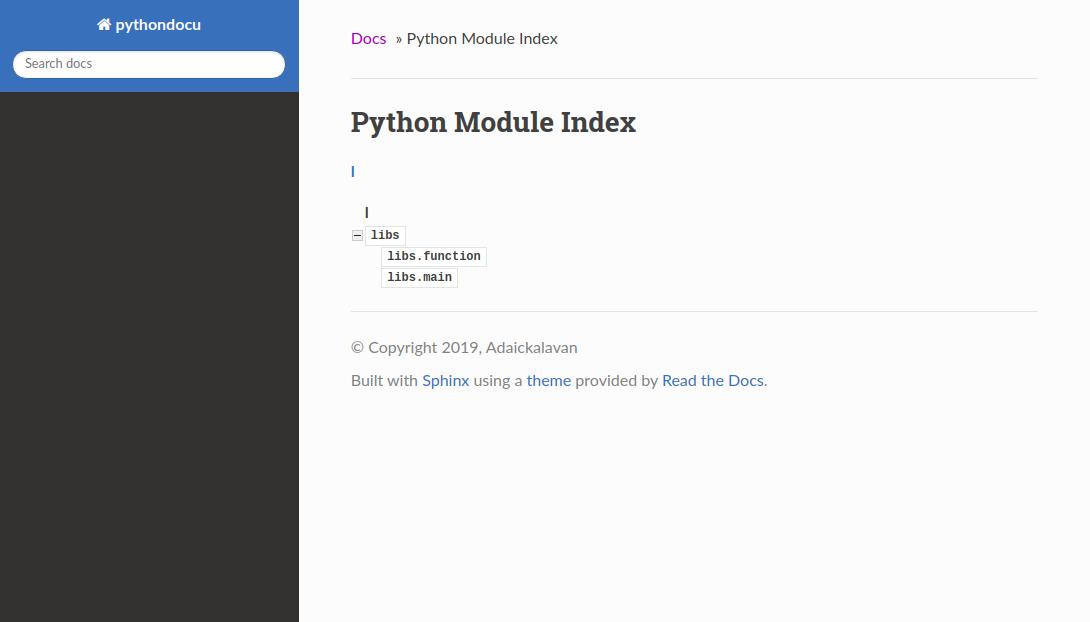 pythondocu
Search docs
Docs » Python Module Index
Python Module Index
l
l
libs
libs.function
libs.main
© Copyright 2019, Adaickalavan
Built with Sphinx using a theme provided by Read the Docs.